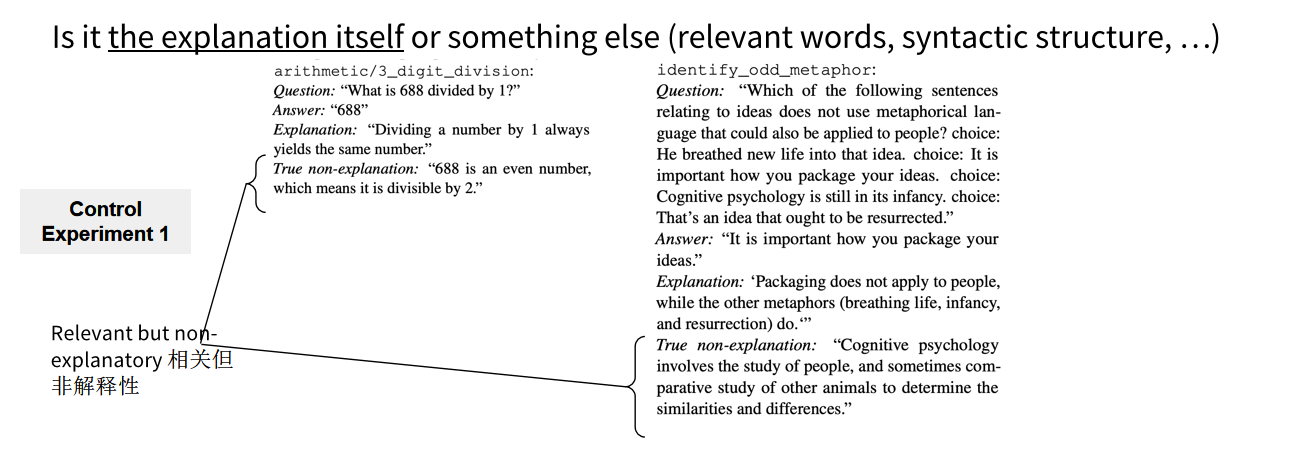 Is it the explanation itself or something else (relevant words, syntactic structure, …)
arithmetic/3_digit_division:
Question: “What is 688 divided by 1?”
Answer: “688”
Explanation: “Dividing a number by 1 always
yields the same number.”
True non-explanation: “688 is an even number,
which means it is divisible by 2.”
identify_odd_metaphor:
Question: “Which of the following sentences
relating to ideas does not use metaphorical lan-
guage that could also be applied to people? choice:
He breathed new life into that idea. choice: It is
important how you package your ideas. choice:
Cognitive psychology is still in its infancy. choice:
That’s an idea that ought to be resurrected.”
Answer: “It is important how you package your
ideas.”
Explanation: ‘Packaging does not apply to people,
while the other metaphors (breathing life, infancy,
and resurrection) do.‘”
True non-explanation: “Cognitive psychology
involves the study of people, and sometimes com-
parative study of other animals to determine the
similarities and differences.”
Control
Experiment 1
Relevant but non-
explanatory 相关但
非解释性